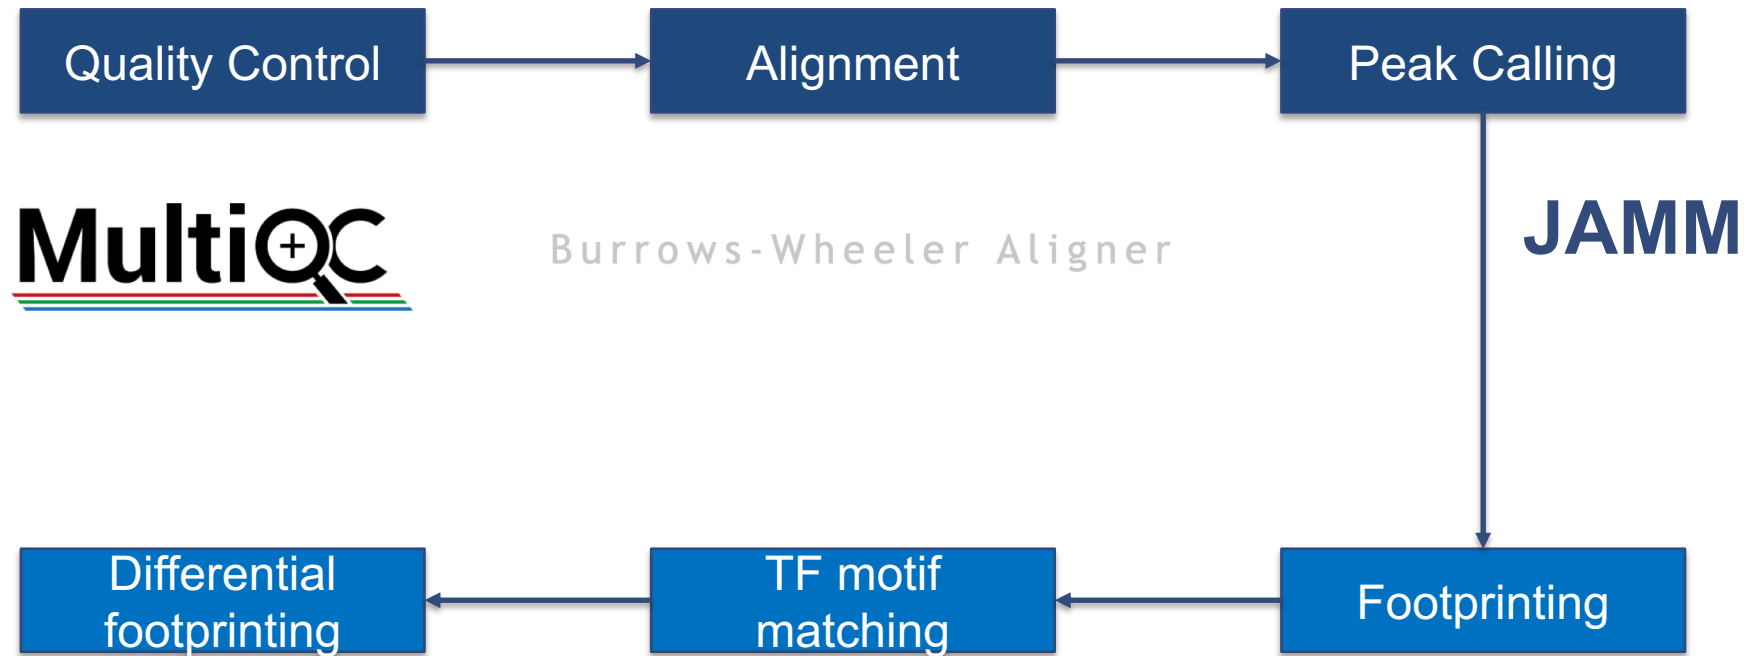 Quality Control
Alignment
Peak Calling
MultiQC
Burrows-Wheeler Aligner
JAMM
Differential
footprinting
TF motif
matching
Footprinting